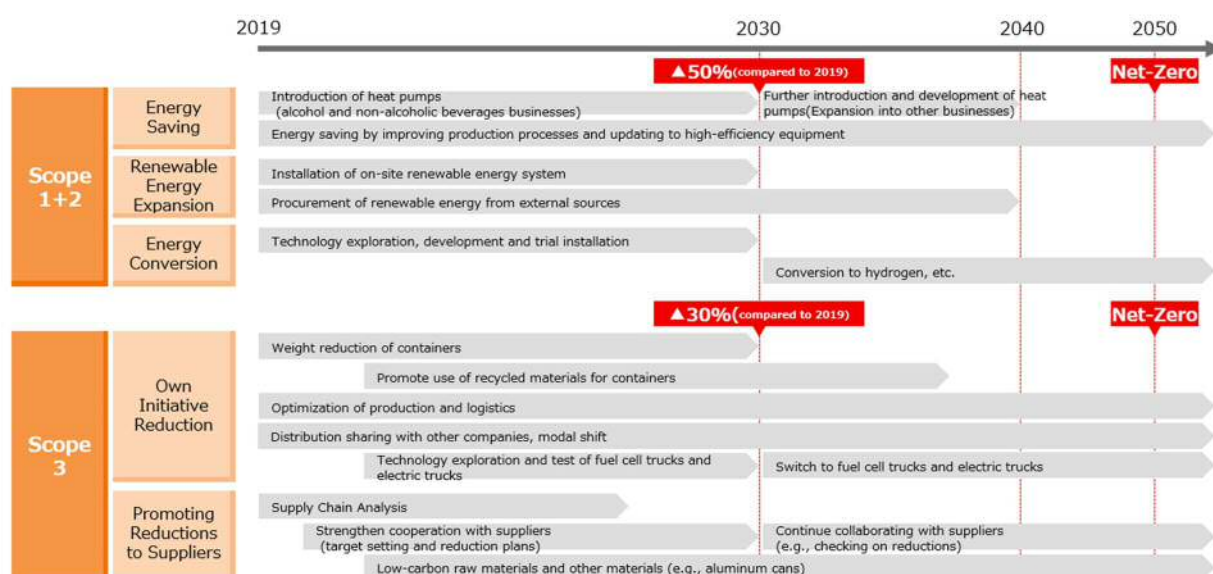 2019
2030
2040
2050
▲50%(compared to 2019)
Net-Zero
Scope
1+2
Energy
Saving
Introduction of heat pumps
(alcohol and non-alcoholic beverages businesses)
Further introduction and development of heat
pumps(Expansion into other businesses)
Energy saving by improving production processes and updating to high-efficiency equipment
Renewable
Energy
Expansion
Installation of on-site renewable energy system
Procurement of renewable energy from external sources
Energy
Conversion
Technology exploration, development and trial installation
Conversion to hydrogen, etc.
▲30%(compared to 2019)
Net-Zero
Scope
3
Own
Initiative
Reduction
Weight reduction of containers
Promote use of recycled materials for containers
Optimization of production and logistics
Distribution sharing with other companies, modal shift
Technology exploration and test of fuel cell trucks and
electric trucks
Switch to fuel cell trucks and electric trucks
Promoting
Reductions
to Suppliers
Supply Chain Analysis
Strengthen cooperation with suppliers
(target setting and reduction plans)
Continue collaborating with suppliers
(e.g., checking on reductions)
Low-carbon raw materials and other materials (e.g., aluminum cans)